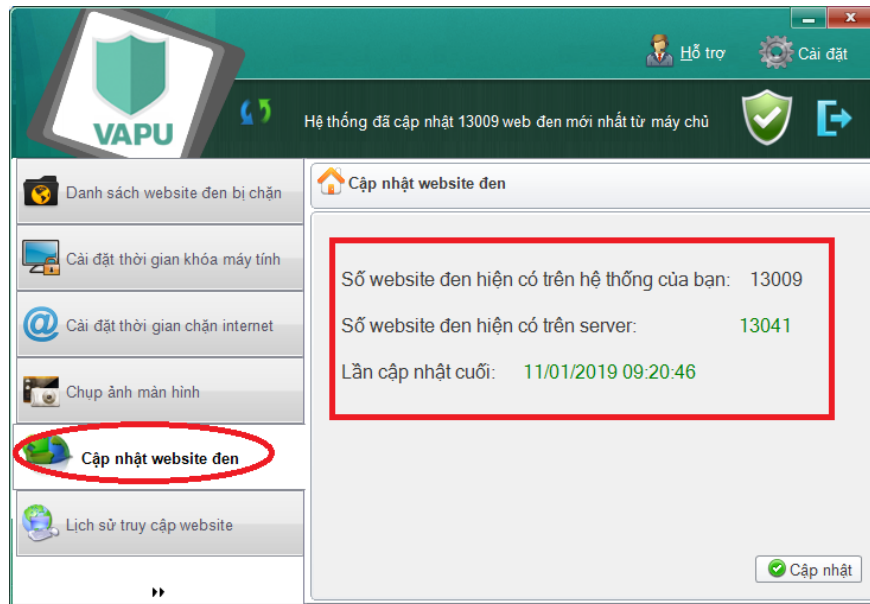 Hỗ trợ
Cài đặt
VAPU
Hệ thống đã cập nhật 13009 web đen mới nhất từ máy chủ
Danh sách website đen bị chặn
Cài đặt thời gian khóa máy tính
Cài đặt thời gian chặn internet
Chụp ảnh màn hình
Cập nhật website đen
Lịch sử truy cập website
Cập nhật website đen
Số website đen hiện có trên hệ thống của bạn: 13009
Số website đen hiện có trên server: 13041
Lần cập nhật cuối: 11/01/2019 09:20:46
Cập nhật